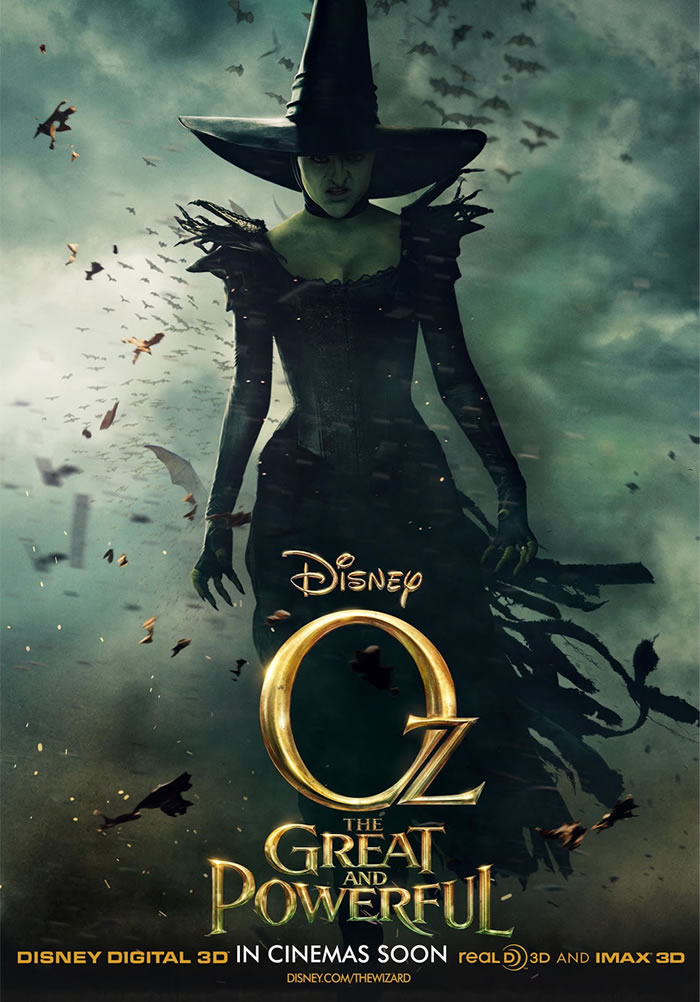 Disney
Oz
THE
GREAT
AND
POWERFUL
DISNEY DIGITAL 3D IN CINEMAS SOON REAL D 3D AND IMAX 3D
DISNEY.COM/THEWIZARD